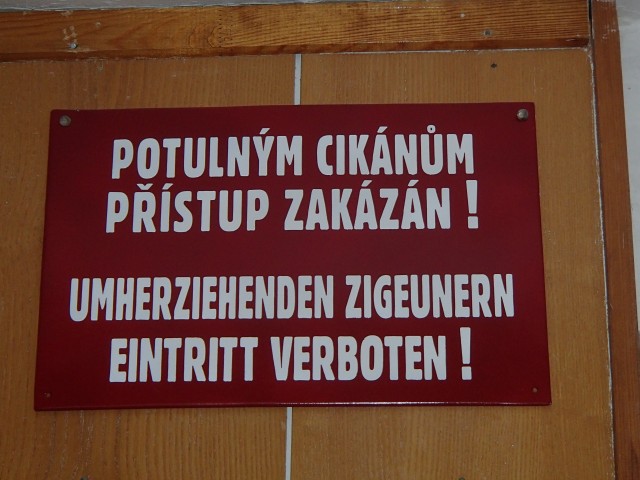 POTULNÝM CIKÁNŮM
PŘÍSTUP ZAKÁZÁN !
UMHERZIEHENDEN ZIGEUNERN
EINTRITT VERBOTEN !